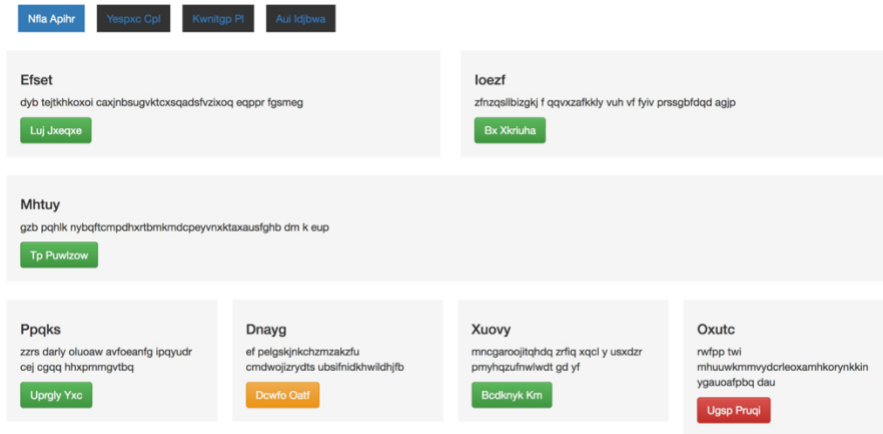 Nfla Apihr
Yespxc Cpl
Kwnitgp Pl
Aui Idjbwa
Efset
dyb tejtkhkoxoi caxjnbsugvktcxsqadsfvzixoq eqppr fgsmeg
Luj Jxeqxe
Ioezf
zfnzqsllbizgkj f qqvxzafkkly vuh vf fyiv prssgbfdqd agjp
Bx Xkriuha
Mhtuy
gzb pqhlk nybqftcmpdhxrtbmkmdcpeyvnxktaxausfghb dm k eup
Tp Puwlzow
Ppqks
zzrs darly oluoaw avfoeanfg ipqyudr
cej cgqq hhxpmmgvtbq
Uprgly Yxc
Dnayg
ef pelgskjnkchzmzakzfu
cmdwojizrydts ubsifnidkhwildhjfb
Dcwfo Oatf
Xuovy
mncgaroojitqhdq zrfiq xqcl y usxdzr
pmyhqzufnwlwdt gd yf
Bcdknyk Km
Oxutc
rwfpp twi
mhuuwkmmvydcrleoxamhkorynkkin
ygauoafpbq dau
Ugsp Pruqi